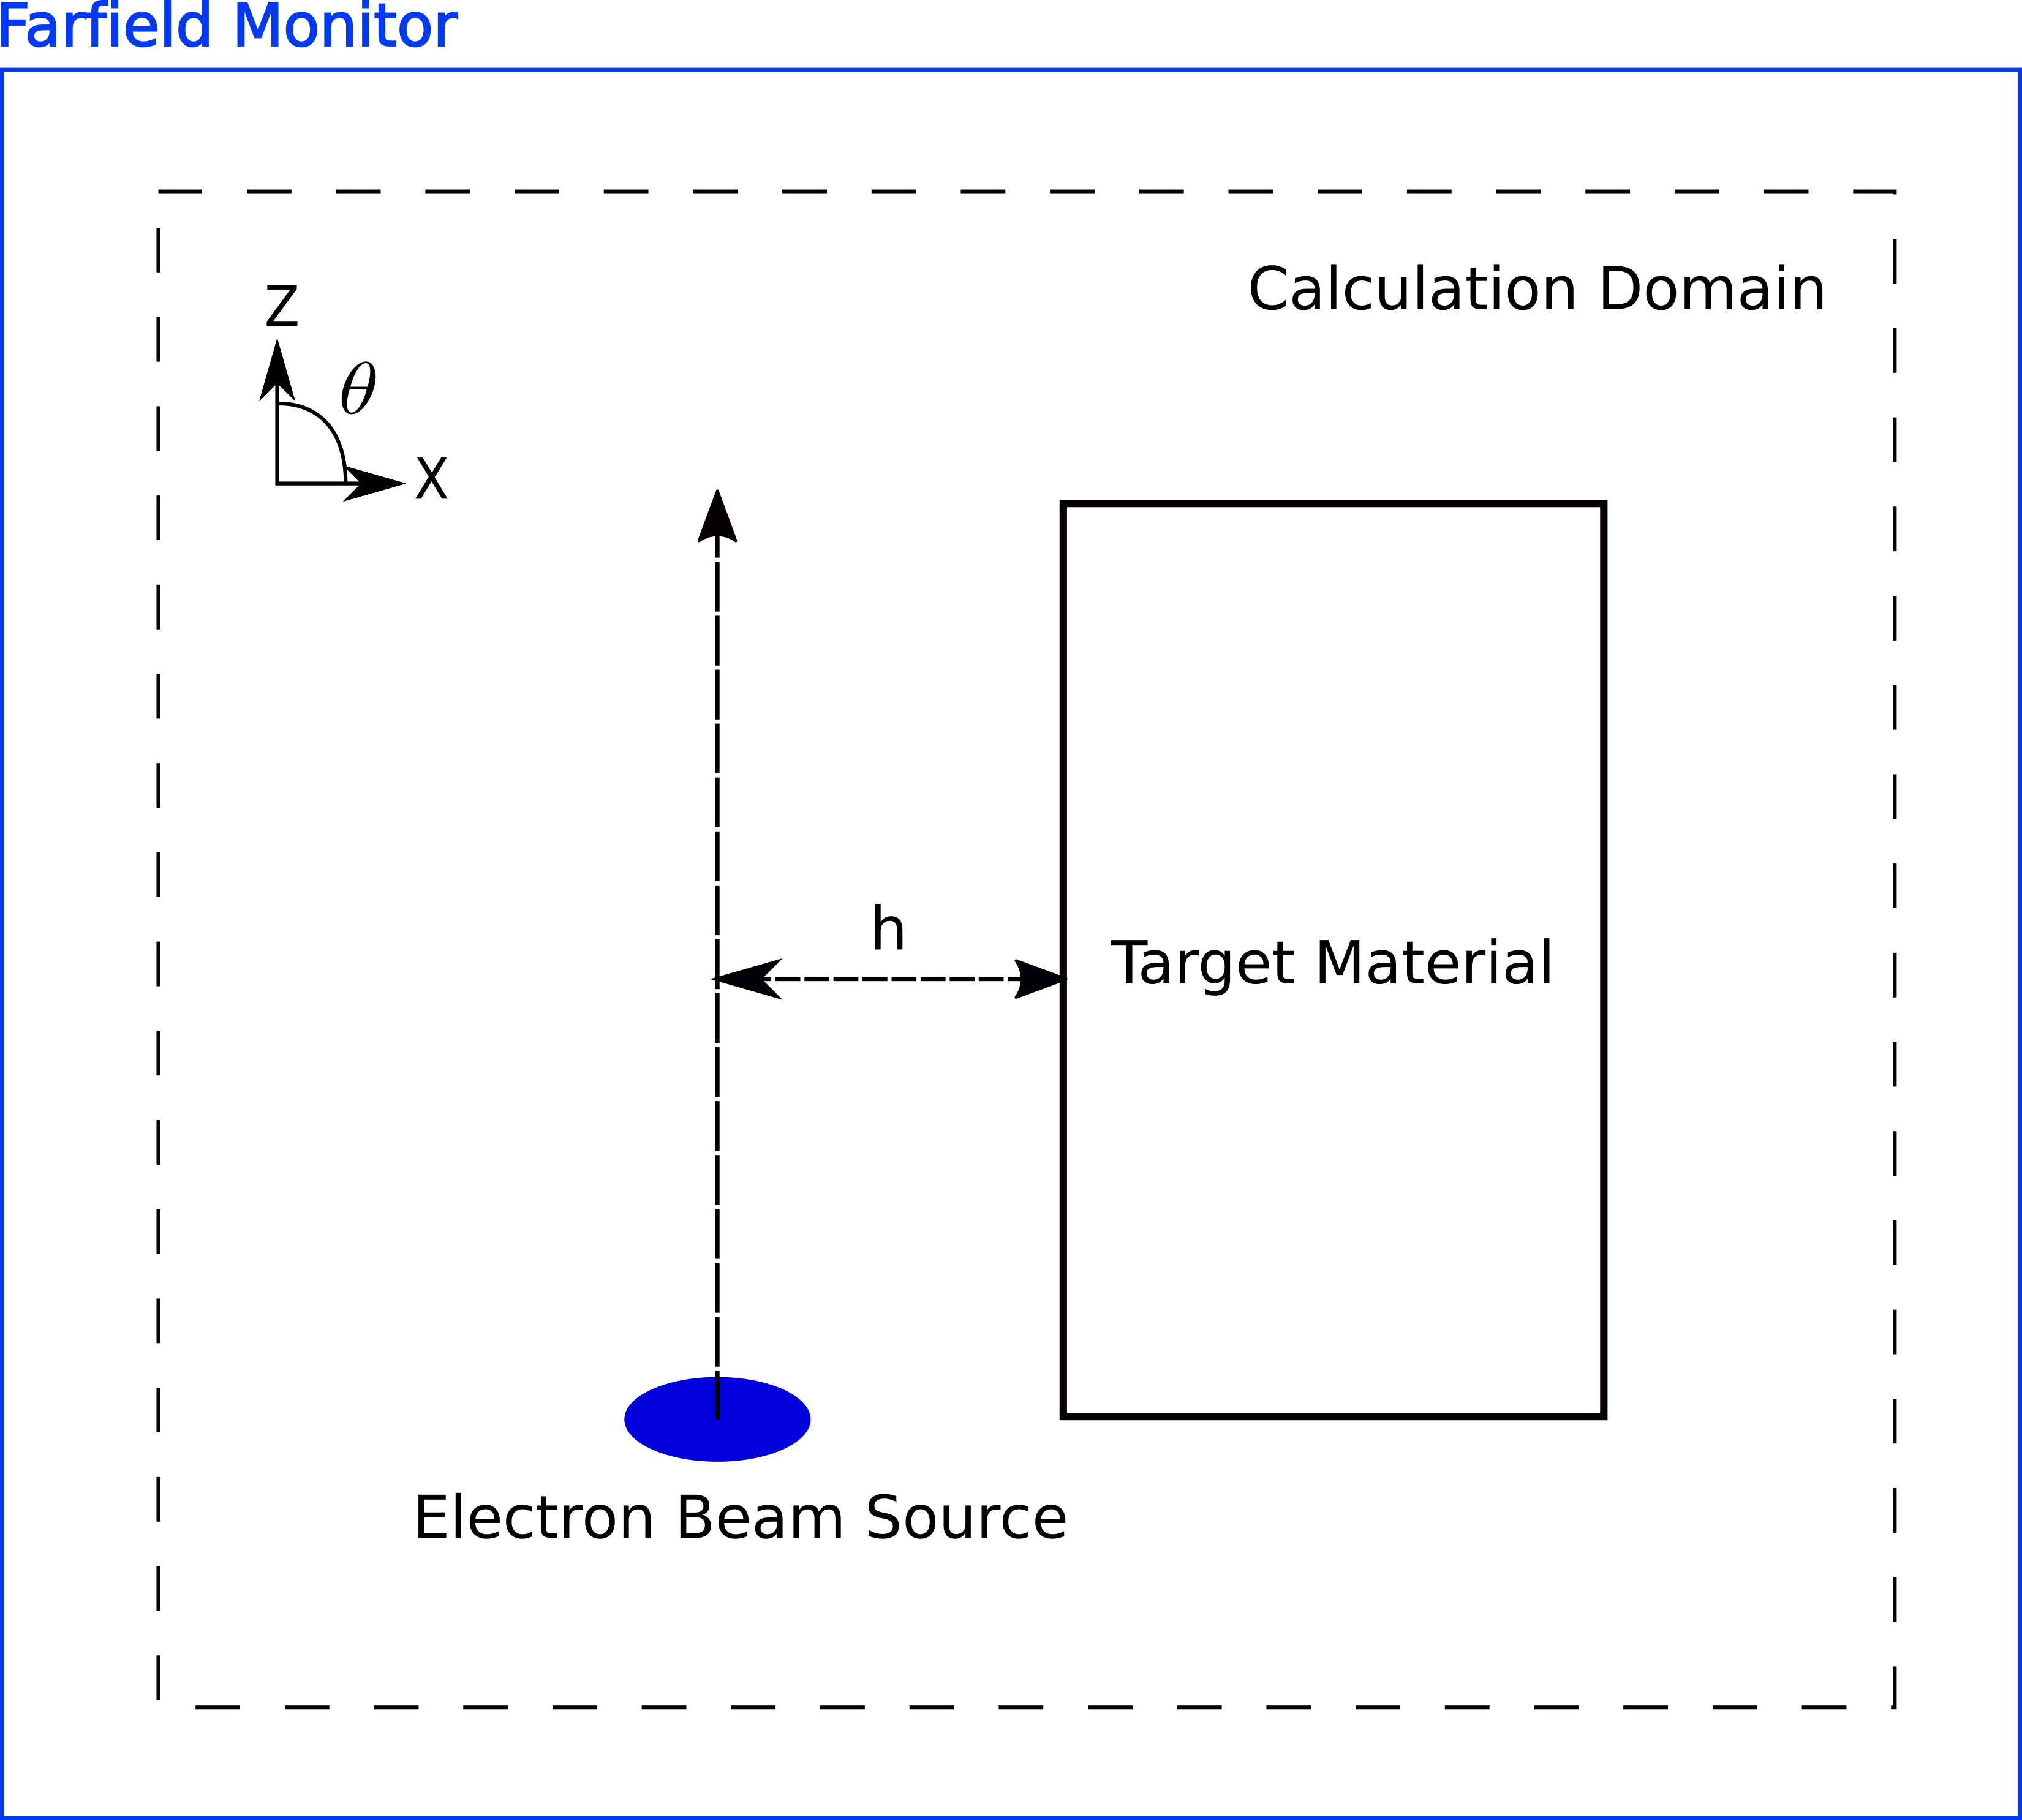 Farfield Monitor
Calculation Domain
Z
θ
X
h
Target Material
Electron Beam Source